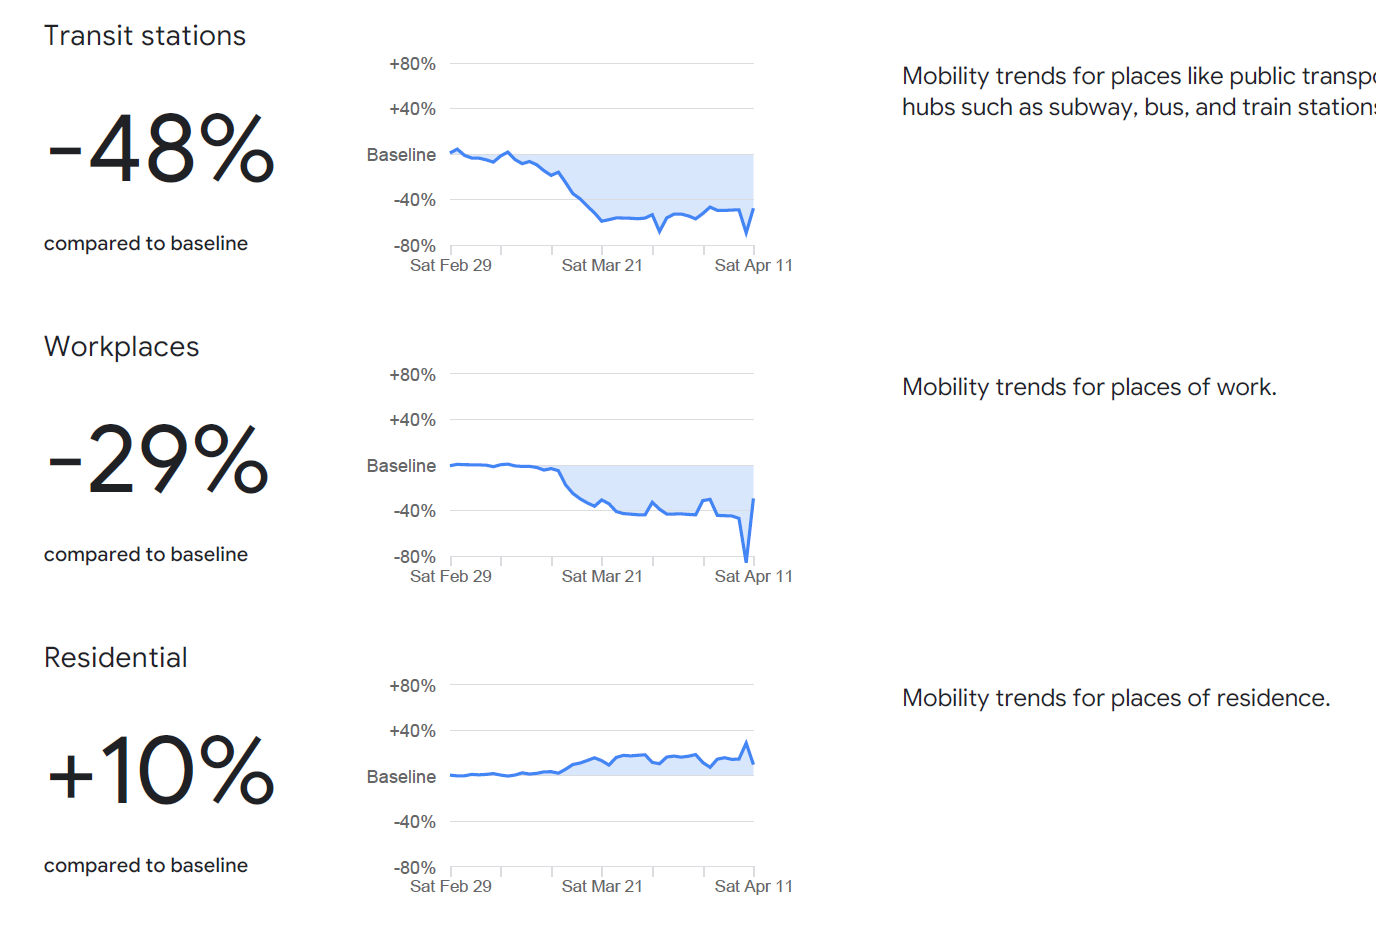 Transit stations
-48%
compared to baseline
+80%
+40%
Baseline
-40%
-80%
Sat Feb 29 Sat Mar 21 Sat Apr 11
Mobility trends for places like public
hubs such as subway, bus, and train stations
Workplaces
-29%
compared to baseline
+80%
+40%
Baseline
-40%
-80%
Sat Feb 29 Sat Mar 21 Sat Apr 11
Mobility trends for places of work.
Residential
+10%
compared to baseline
+80%
+40%
Baseline
-40%
-80%
Sat Feb 29 Sat Mar 21 Sat Apr 11
Mobility trends for places of residence.